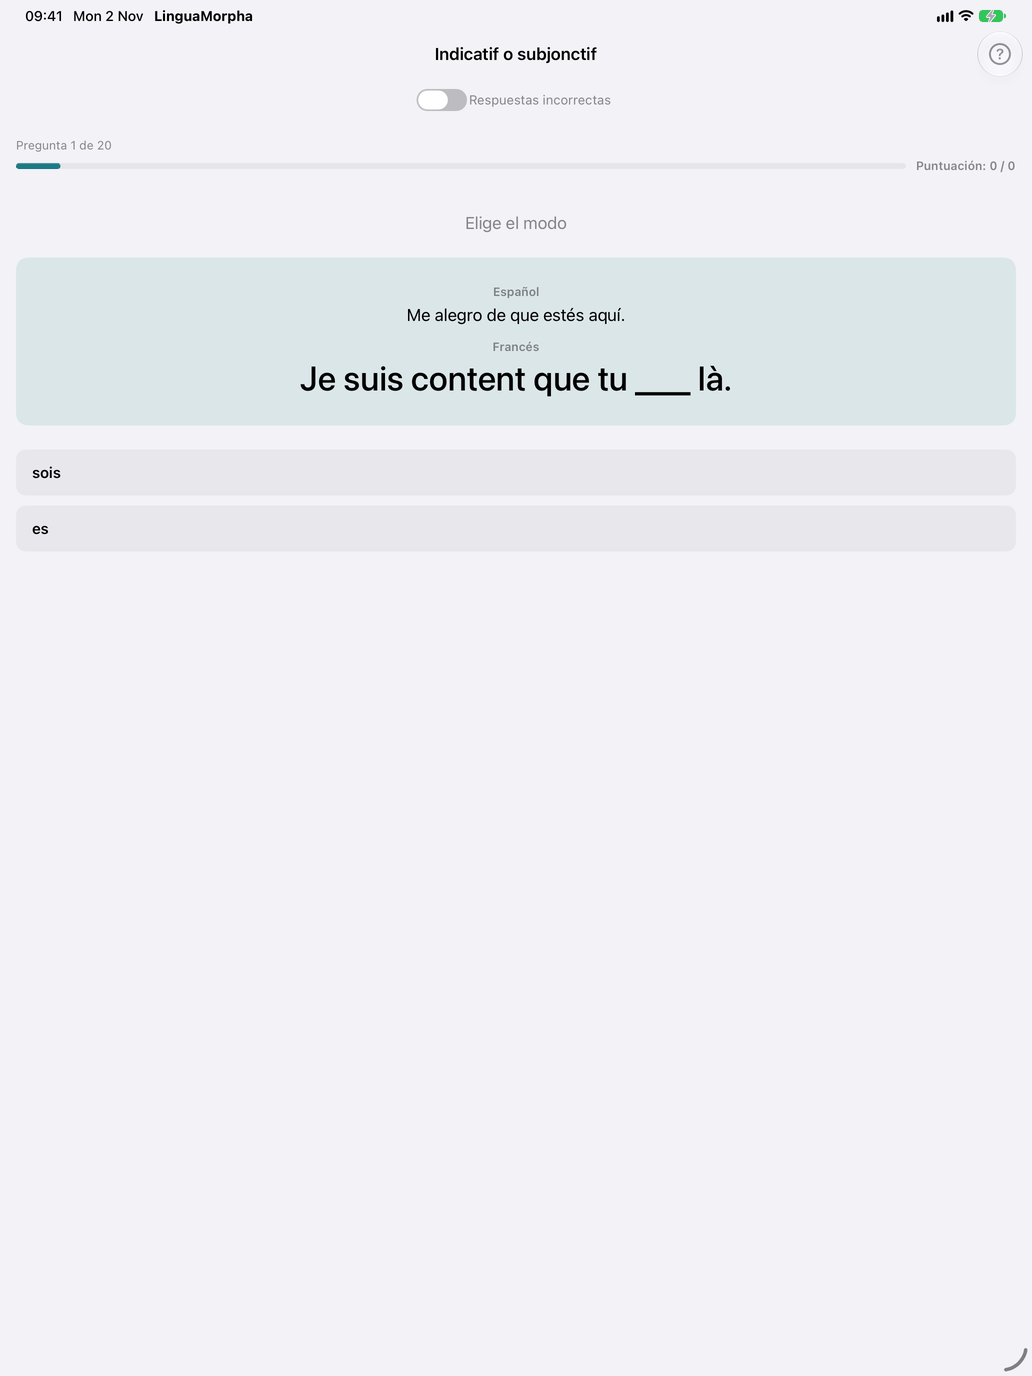 09:41 Mon 2 Nov LinguaMorpha
Indicatif o subjonctif
?
Respuestas incorrectas
Pregunta 1 de 20
Puntuación: 0 / 0
Elige el modo
Español
Me alegro de que estés aquí.
Francés
Je suis content que tu ____ là.
sois
es